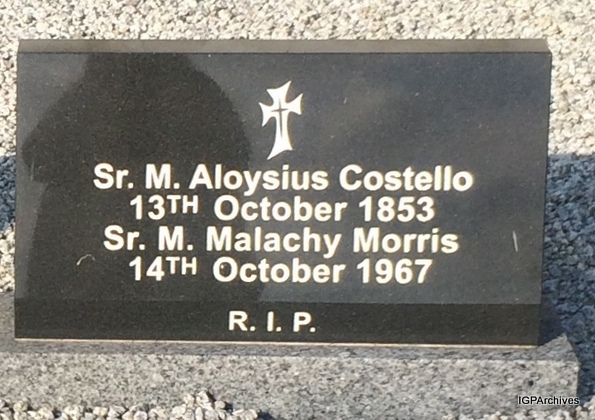 Sr. M. Aloysius Costello
13TH October 1853
Sr. M. Malachy Morris
14TH October 1967
R. I. P.
IGPArchives